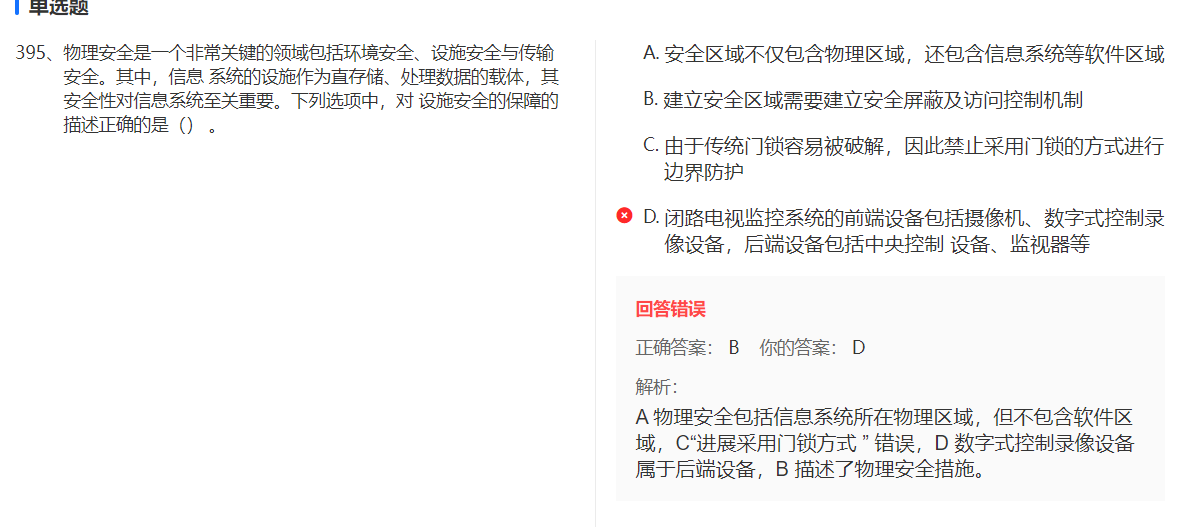 单选题
395、物理安全是一个非常关键的领域包括环境安全、设施安全与传输
安全。其中，信息 系统的设施作为直存储、处理数据的载体，其
安全性对信息系统至关重要。下列选项中，对 设施安全的保障的
描述正确的是（） 。
A. 安全区域不仅包含物理区域，还包含信息系统等软件区域
B. 建立安全区域需要建立安全屏蔽及访问控制机制
C. 由于传统门锁容易被破解，因此禁止采用门锁的方式进行
边界防护
D. 闭路电视监控系统的前端设备包括摄像机、数字式控制录
像设备，后端设备包括中央控制 设备、监视器等
回答错误
正确答案： B 你的答案： D
解析：
A 物理安全包括信息系统所在物理区域，但不包含软件区
域，C“进展采用门锁方式 ” 错误，D 数字式控制录像设备
属于后端设备，B 描述了物理安全措施。